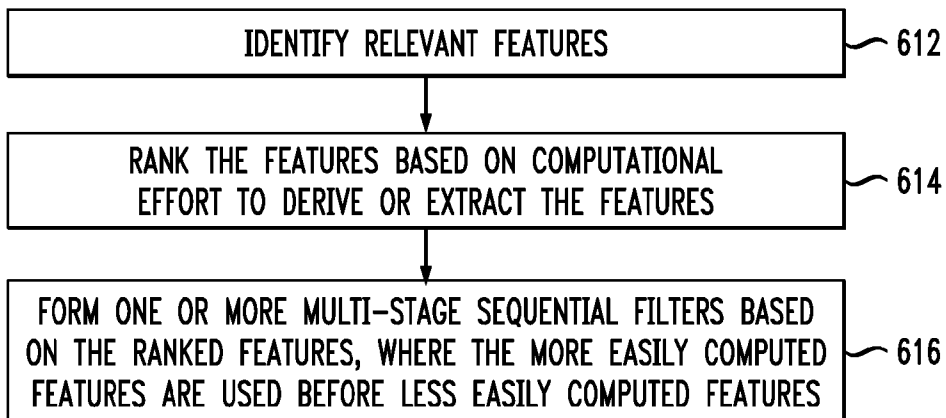 IDENTIFY RELEVANT FEATURES
612
RANK THE FEATURES BASED ON COMPUTATIONAL
EFFORT TO DERIVE OR EXTRACT THE FEATURES
614
FORM ONE OR MORE MULTI-STAGE SEQUENTIAL FILTERS BASED
ON THE RANKED FEATURES, WHERE THE MORE EASILY COMPUTED
FEATURES ARE USED BEFORE LESS EASILY COMPUTED FEATURES
616